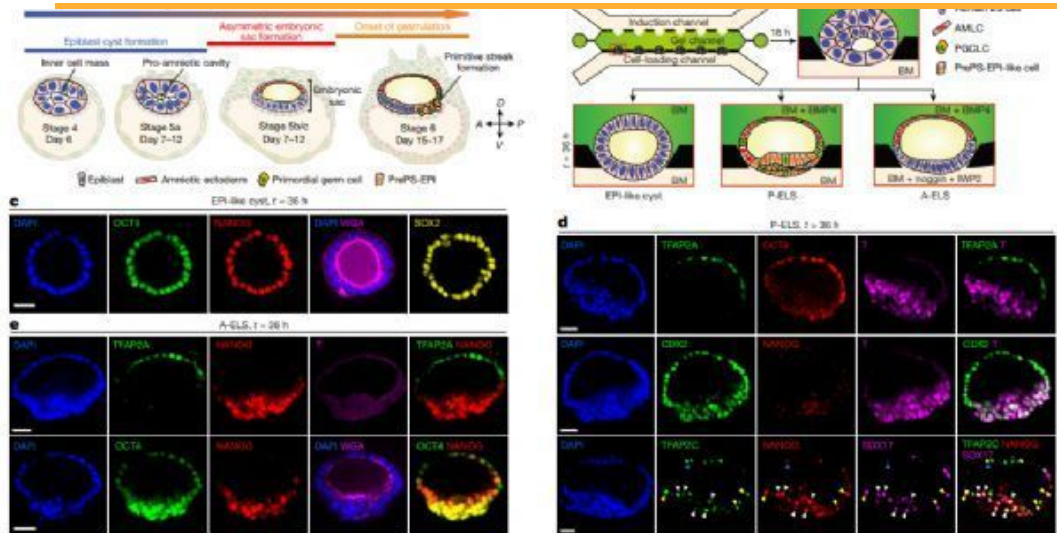 Asymmetric embryonic
sac formation
Onset of gastrulation
Epiblast cyst formation
Inner cell mass
Pro-amniotic cavity
Primitive streak
formation
Embryonic
sac
Stage 4
Day 6
Stage 5a
Day 7–12
Stage 5b/c
Day 7–12
Stage 6
Day 15–17
D
A P
V
Epiblast
Amniotic ectoderm
Primordial germ cell
PrePS-EPI
Induction channel
Gel channel
Cell-loading channel
18 h
BM
AMLC
PGCLC
PrePS-EPI-like cell
t = 36 h
BM
BM + BMP4
BM
BM + BMP4
BM + noggin + IWP2
EPI-like cyst
P-ELS
A-ELS
c
EPI-like cyst, t = 36 h
DAPI OCT4 NANOG DAPI WGA SOX2
e
A-ELS, t = 36 h
DAPI TFAP2A NANOG T TFAP2A NANOG
DAPI OCT4 NANOG DAPI WGA OCT4 NANOG
d
P-ELS, t = 36 h
DAPI TFAP2A OCT4 T TFAP2A T
DAPI CDX2 NANOG T CDX2 T
DAPI TFAP2C NANOG SOX17 TFAP2C NANOG
SOX17